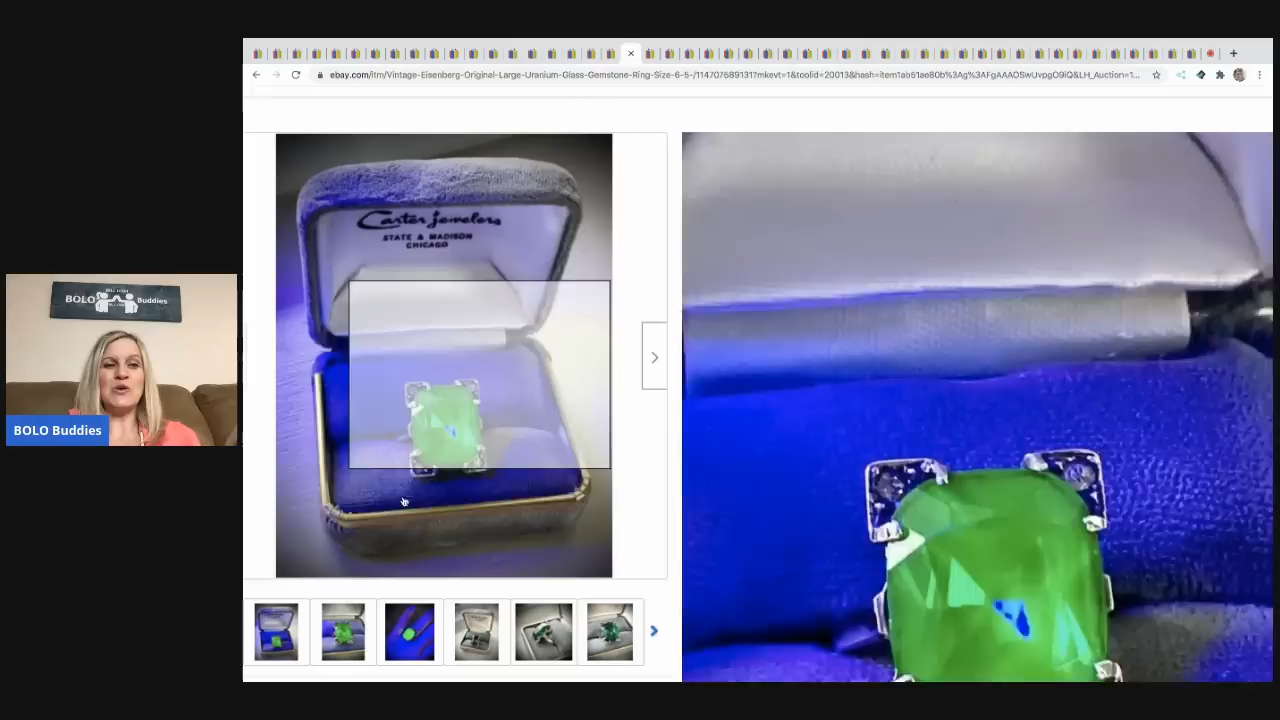 ebay.com/itm/Vintage-Eisenberg-Original-Large-Uranium-Glass-Gemstone-Ring-Size-6-5-/114707589131?mkevt=1&toolid=20013&hash=item1ab51ae80b%3Ag%3AFgAAAOSwUvpgO9iQ&LH_Auction=1...
Carter Jewelers
STATE & MADISON
CHICAGO
BOLO Buddies
BOLO Buddies